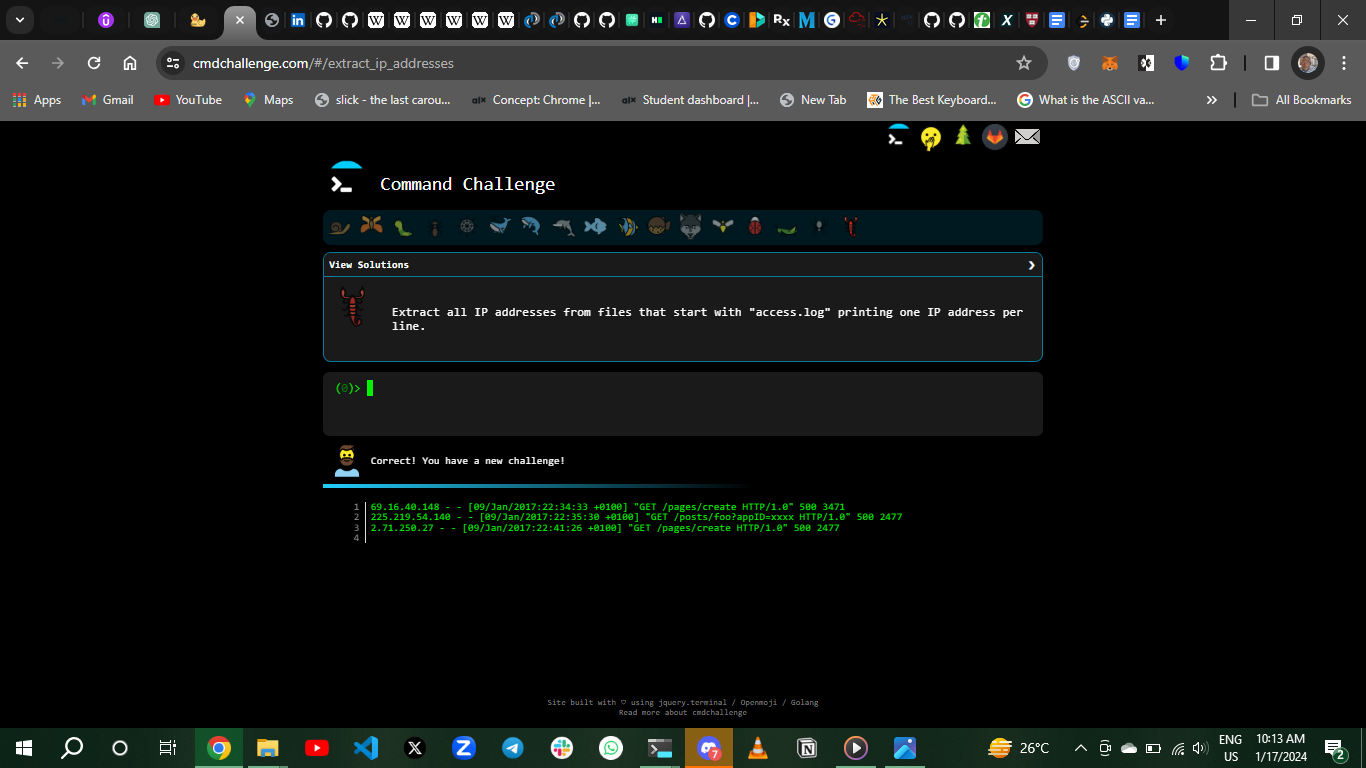 cmdchallenge.com/#/extract_ip_addresses
Apps
Gmail
YouTube
Maps
slick - the last carou...
Concept: Chrome |...
Student dashboard |...
New Tab
The Best Keyboard...
What is the ASCII va...
»
All Bookmarks
Command Challenge
View Solutions
Extract all IP addresses from files that start with "access.log" printing one IP address per
line.
(0)>
Correct! You have a new challenge!
1 69.16.40.148 - - [09/Jan/2017:22:34:33 +0100] "GET /pages/create HTTP/1.0" 500 3471
2 225.219.54.140 - - [09/Jan/2017:22:35:30 +0100] "GET /posts/foo?appID=xxxx HTTP/1.0" 500 2477
3 2.71.250.27 - - [09/Jan/2017:22:41:26 +0100] "GET /pages/create HTTP/1.0" 500 2477
4
Site built with ♡ using jquery.terminal / Openmoji / Golang
Read more about cmdchallenge
26°C
ENG
US
10:13 AM
1/17/2024
2
7